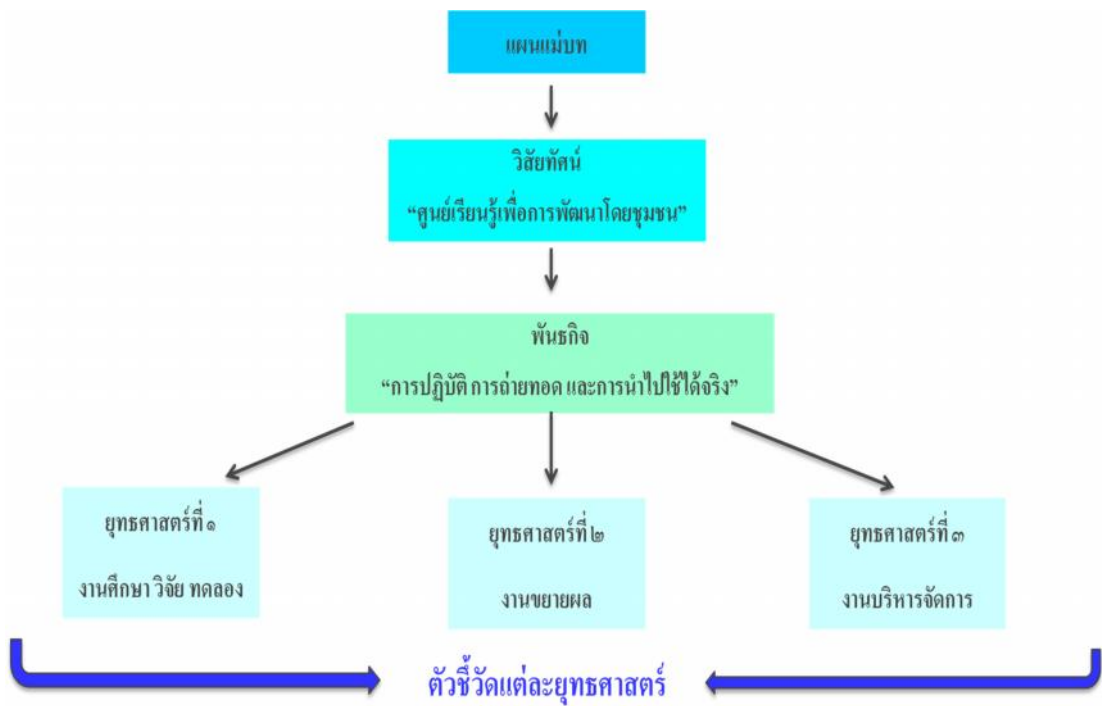 แผนแม่บท
วิสัยทัศน์
“ศูนย์เรียนรู้เพื่อการพัฒนาโดยชุมชน”
พันธกิจ
“การปฏิบัติ การถ่ายทอด และการนำไปใช้ได้จริง”
ยุทธศาสตร์ที่ ๑
งานศึกษา วิจัย ทดลอง
ยุทธศาสตร์ที่ ๒
งานขยายผล
ยุทธศาสตร์ที่ ๓
งานบริหารจัดการ
ตัวชี้วัดแต่ละยุทธศาสตร์